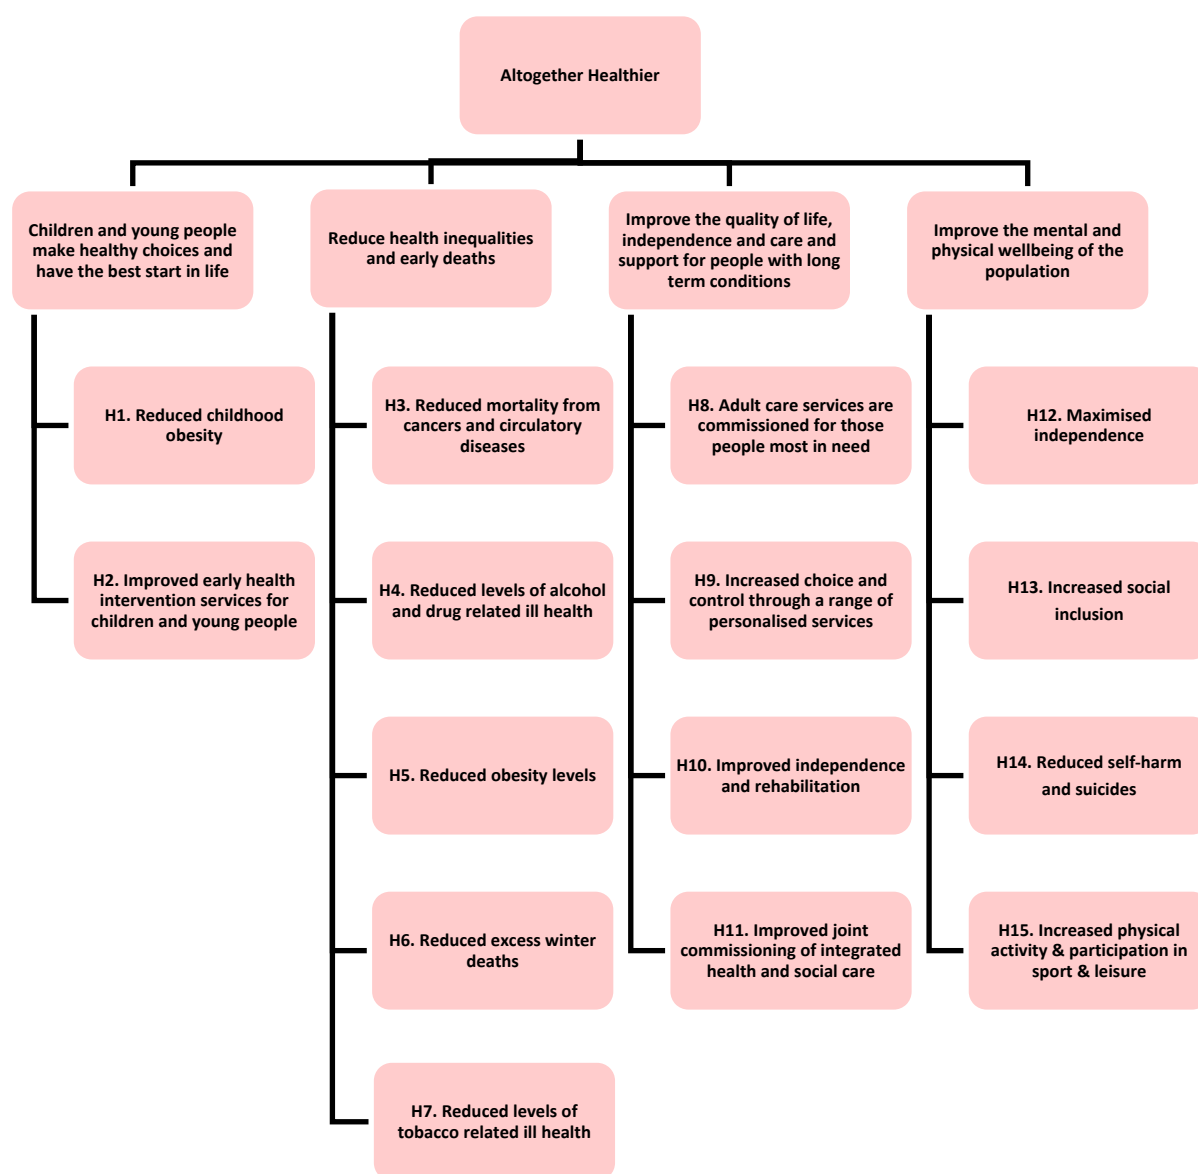 Altogether Healthier
Children and young people
make healthy choices and
have the best start in life
Reduce health inequalities
and early deaths
Improve the quality of life,
independence and care and
support for people with long
term conditions
Improve the mental and
physical wellbeing of the
population
H1. Reduced childhood
obesity
H2. Improved early health
intervention services for
children and young people
H3. Reduced mortality from
cancers and circulatory
diseases
H4. Reduced levels of alcohol
and drug related ill health
H5. Reduced obesity levels
H6. Reduced excess winter
deaths
H7. Reduced levels of
tobacco related ill health
H8. Adult care services are
commissioned for those
people most in need
H9. Increased choice and
control through a range of
personalised services
H10. Improved independence
and rehabilitation
H11. Improved joint
commissioning of integrated
health and social care
H12. Maximised
independence
H13. Increased social
inclusion
H14. Reduced self-harm
and suicides
H15. Increased physical
activity & participation in
sport & leisure